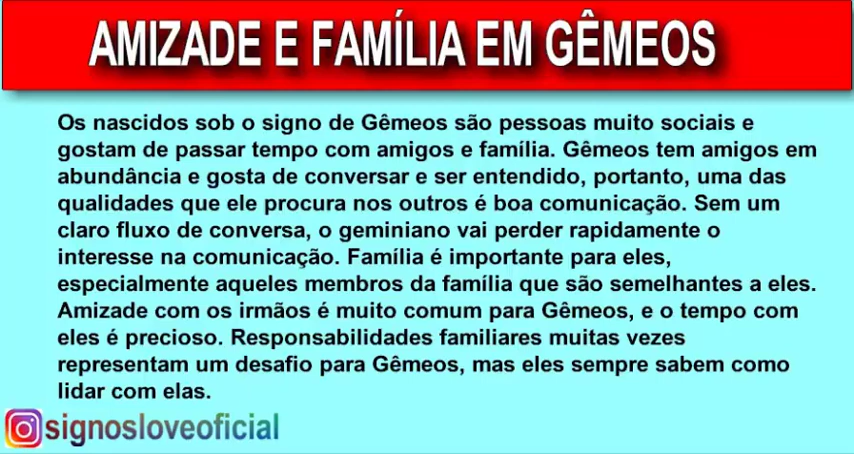 AMIZADE E FAMÍLIA EM GÊMEOS
Os nascidos sob o signo de Gêmeos são pessoas muito sociais e
gostam de passar tempo com amigos e família. Gêmeos tem amigos em
abundância e gosta de conversar e ser entendido, portanto, uma das
qualidades que ele procura nos outros é boa comunicação. Sem um
claro fluxo de conversa, o geminiano vai perder rapidamente o
interesse na comunicação. Família é importante para eles,
especialmente aqueles membros da família que são semelhantes a eles.
Amizade com os irmãos é muito comum para Gêmeos, e o tempo com
eles é precioso. Responsabilidades familiares muitas vezes
representam um desafio para Gêmeos, mas eles sempre sabem como
lidar com elas.
signosloveoficial